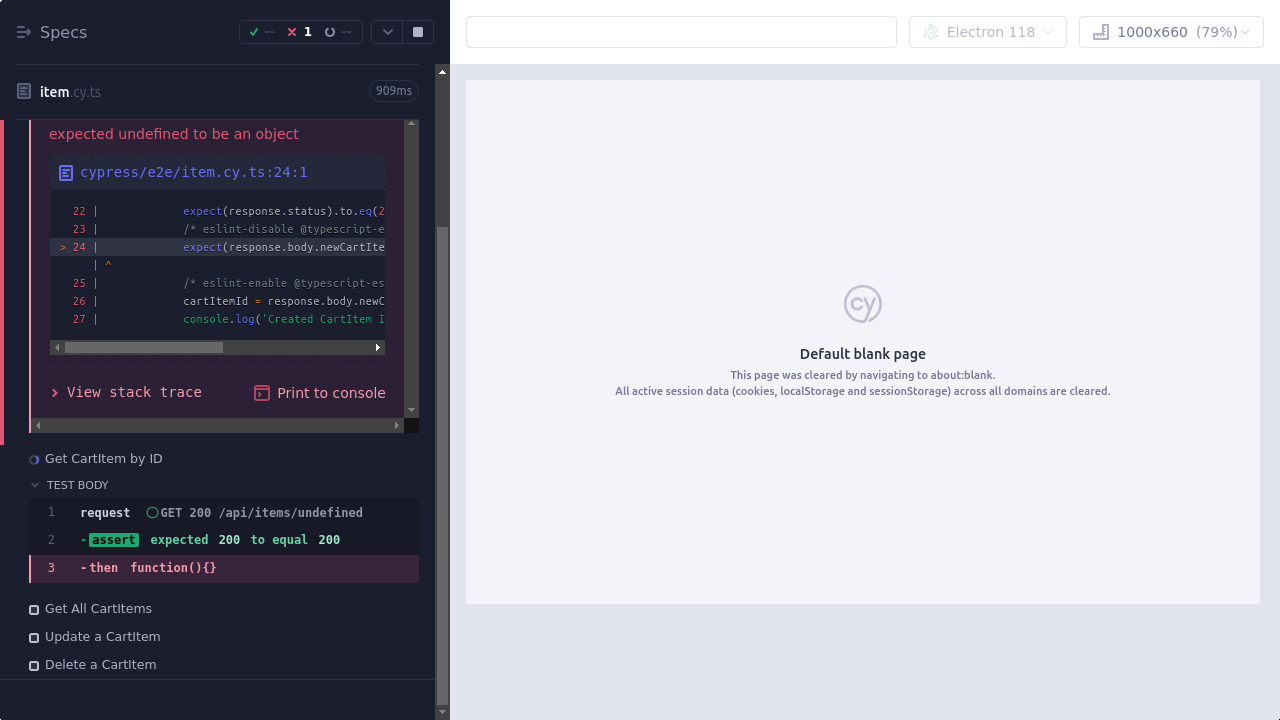 Specs
-- 1 --
Electron 118
1000x660 (79%)
item.cy.ts
909ms
expected undefined to be an object
cypress/e2e/item.cy.ts:24:1
22 | expect(response.status).to.eq(2
23 | /* eslint-disable @typescript-e
> 24 | expect(response.body.newCartIte
| ^
25 | /* eslint-enable @typescript-es
26 | cartItemId = response.body.newC
27 | console.log('Created CartItem I
View stack trace
Print to console
Get CartItem by ID
TEST BODY
1 request GET 200 /api/items/undefined
2 -assert expected 200 to equal 200
3 -then function(){}
Get All CartItems
Update a CartItem
Delete a CartItem
cy
Default blank page
This page was cleared by navigating to about:blank.
All active session data (cookies, localStorage and sessionStorage) across all domains are cleared.